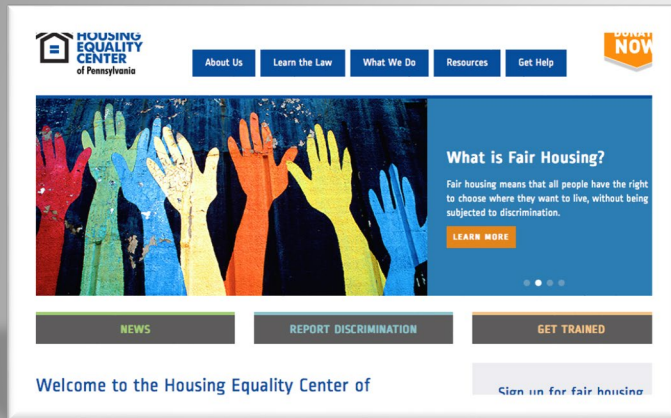 HOUSING
EQUALITY
CENTER
of Pennsylvania
About Us
Learn the Law
What We Do
Resources
Get Help
DONATE
NOW
What is Fair Housing?
Fair housing means that all people have the right
to choose where they want to live, without being
subjected to discrimination.
LEARN MORE
NEWS
REPORT DISCRIMINATION
GET TRAINED
Welcome to the Housing Equality Center of
Sign up for fair housing